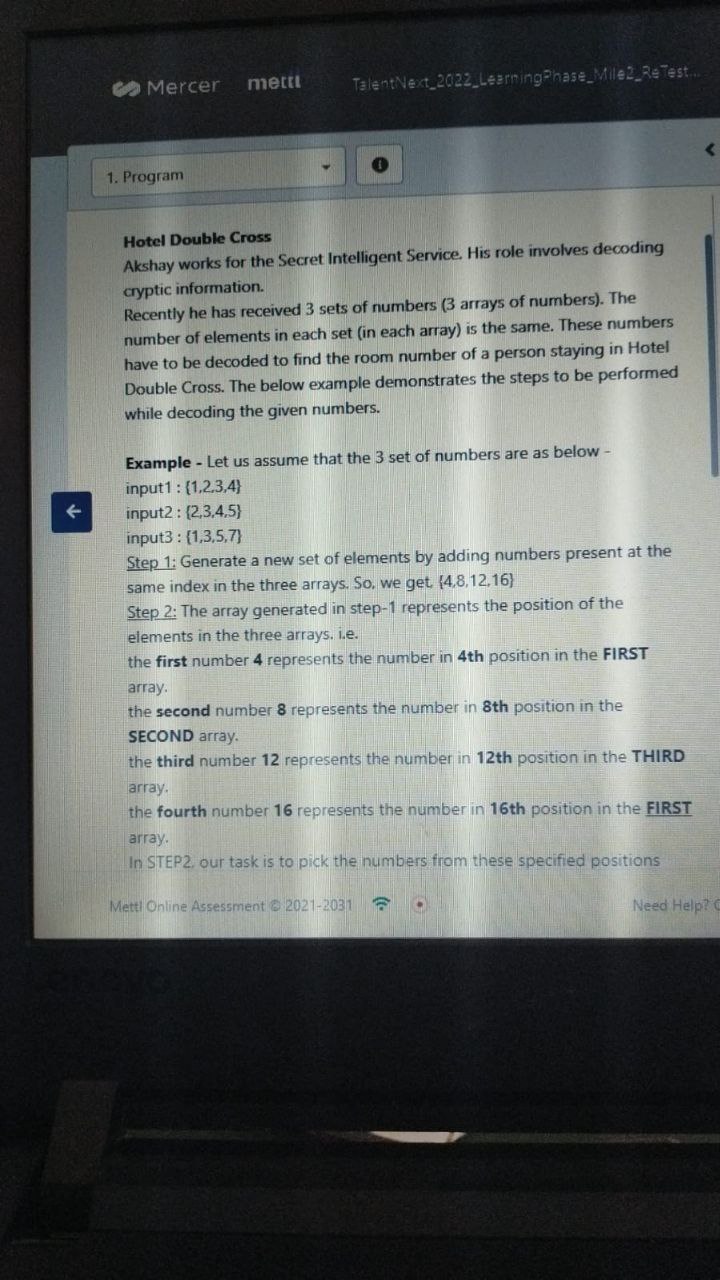 Mercer mettl TalentNext_2022_LearningPhase_Mile2_ReTest...
1. Program
Hotel Double Cross
Akshay works for the Secret Intelligent Service. His role involves decoding
cryptic information.
Recently he has received 3 sets of numbers (3 arrays of numbers). The
number of elements in each set (in each array) is the same. These numbers
have to be decoded to find the room number of a person staying in Hotel
Double Cross. The below example demonstrates the steps to be performed
while decoding the given numbers.
Example - Let us assume that the 3 set of numbers are as below -
input1 : {1,2,3,4}
input2 : {2,3,4,5}
input3 : {1,3,5,7}
Step 1: Generate a new set of elements by adding numbers present at the
same index in the three arrays. So, we get, {4,8,12,16}
Step 2: The array generated in step-1 represents the position of the
elements in the three arrays. i.e.
the first number 4 represents the number in 4th position in the FIRST
array.
the second number 8 represents the number in 8th position in the
SECOND array.
the third number 12 represents the number in 12th position in the THIRD
array.
the fourth number 16 represents the number in 16th position in the FIRST
array.
In STEP2, our task is to pick the numbers from these specified positions
Mettl Online Assessment © 2021-2031 Need Help?